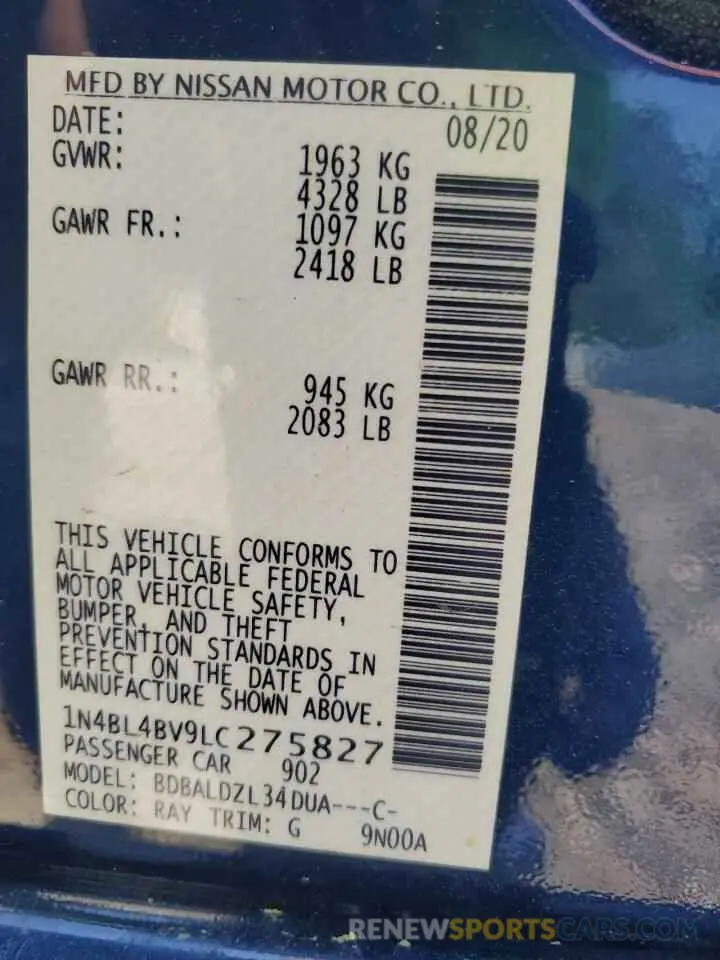 MFD BY NISSAN MOTOR CO., LTD.
DATE: 08/20
GVWR: 1963 KG
4328 LB
GAWR FR.: 1097 KG
2418 LB
GAWR RR.: 945 KG
2083 LB
THIS VEHICLE CONFORMS TO
ALL APPLICABLE FEDERAL
MOTOR VEHICLE SAFETY,
BUMPER, AND THEFT
PREVENTION STANDARDS IN
EFFECT ON THE DATE OF
MANUFACTURE SHOWN ABOVE.
1N4BL4BV9LC275827
PASSENGER CAR 902
MODEL: BDBALDZL34DUA---C-
COLOR: RAY TRIM: G 9N00A
RENEWSPORTSCARS.COM